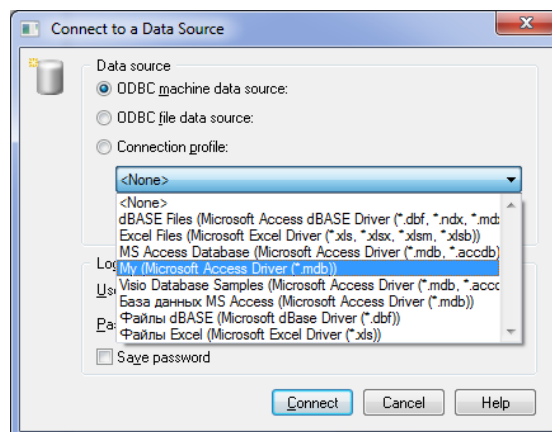 Connect to a Data Source
Data source
ODBC machine data source:
ODBC file data source:
Connection profile:
<None>
<None>
dBASE Files (Microsoft Access dBASE Driver (*.dbf, *.ndx, *.md
Excel Files (Microsoft Excel Driver (*.xls, *.xlsx, *.xlsm, *.xlsb))
MS Access Database (Microsoft Access Driver (*.mdb, *.accdb)
My (Microsoft Access Driver (*.mdb))
Visio Database Samples (Microsoft Access Driver (*.mdb, *.accd
База данных MS Access (Microsoft Access Driver (*.mdb))
Файлы dBASE (Microsoft dBase Driver (*.dbf))
Файлы Excel (Microsoft Excel Driver (*.xls))
Log
Use
Pa
Save password
Connect
Cancel
Help